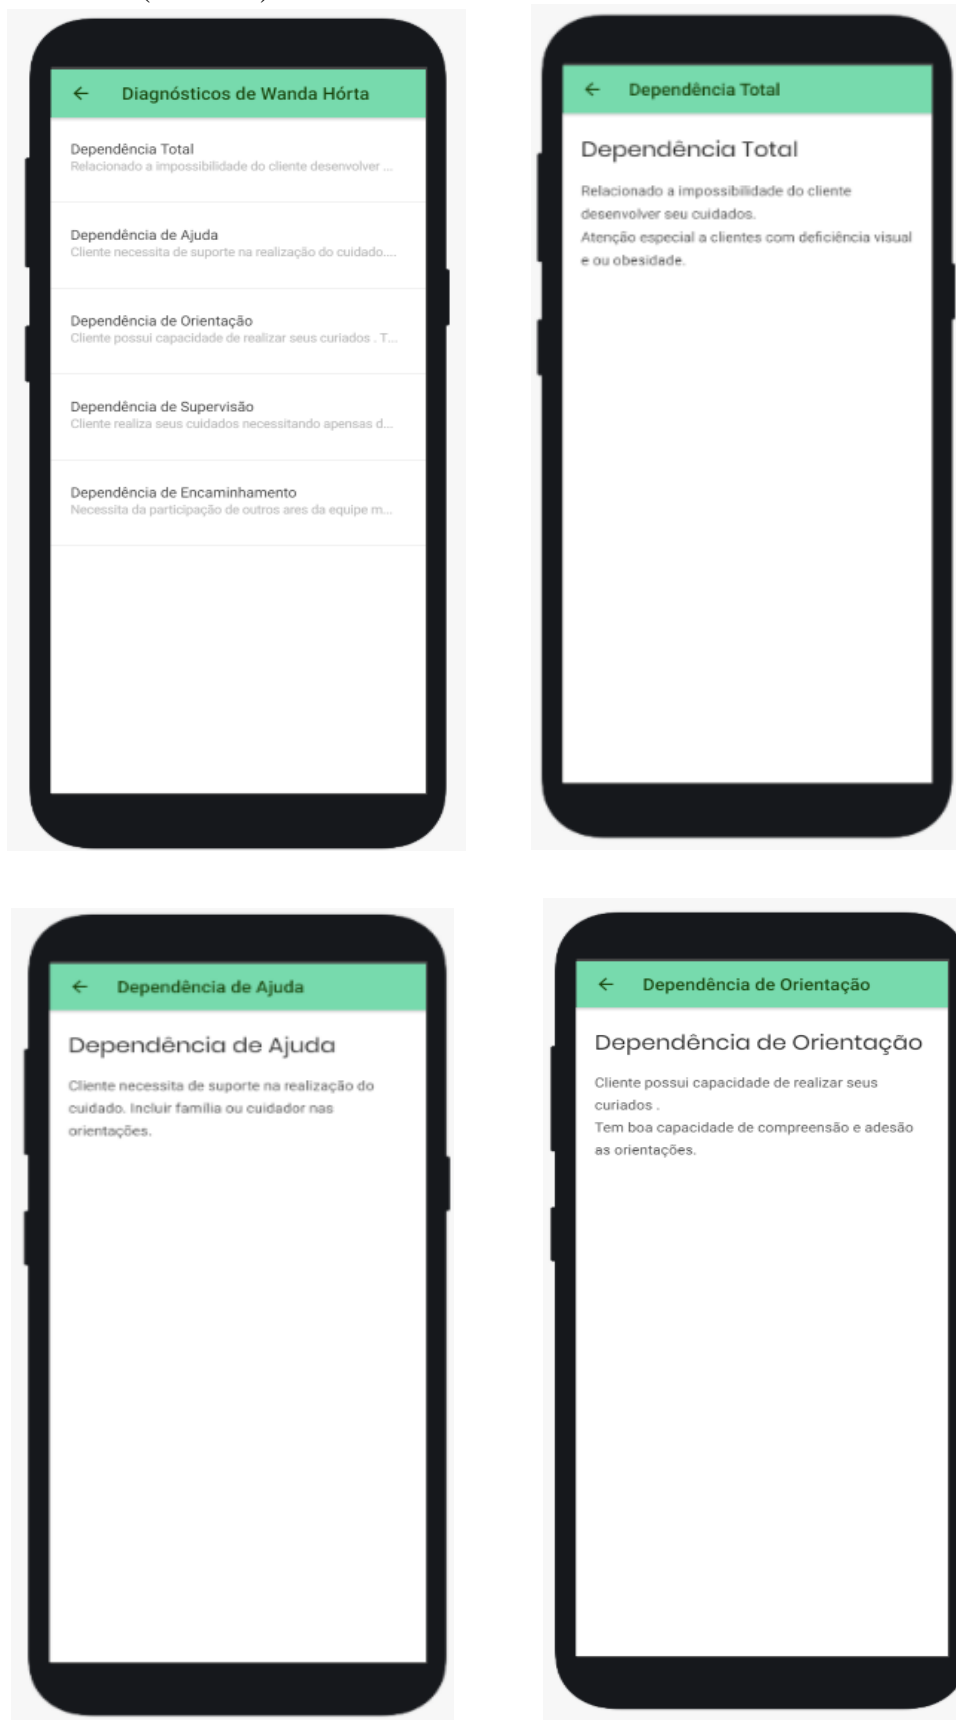 Diagnósticos de Wanda Hórta
Dependência Total
Relacionado a impossibilidade do cliente desenvolver ...
Dependência de Ajuda
Cliente necessita de suporte na realização do cuidado....
Dependência de Orientação
Cliente possui capacidade de realizar seus curiados . T...
Dependência de Supervisão
Cliente realiza seus cuidados necessitando apensas d...
Dependência de Encaminhamento
Necessita da participação de outros ares da equipe m...
Dependência Total
Dependência Total
Relacionado a impossibilidade do cliente
desenvolver seu cuidados.
Atenção especial a clientes com deficiência visual
e ou obesidade.
Dependência de Ajuda
Dependência de Ajuda
Cliente necessita de suporte na realização do
cuidado. Incluir família ou cuidador nas
orientações.
Dependência de Orientação
Dependência de Orientação
Cliente possui capacidade de realizar seus
curiados .
Tem boa capacidade de compreensão e adesão
as orientações.